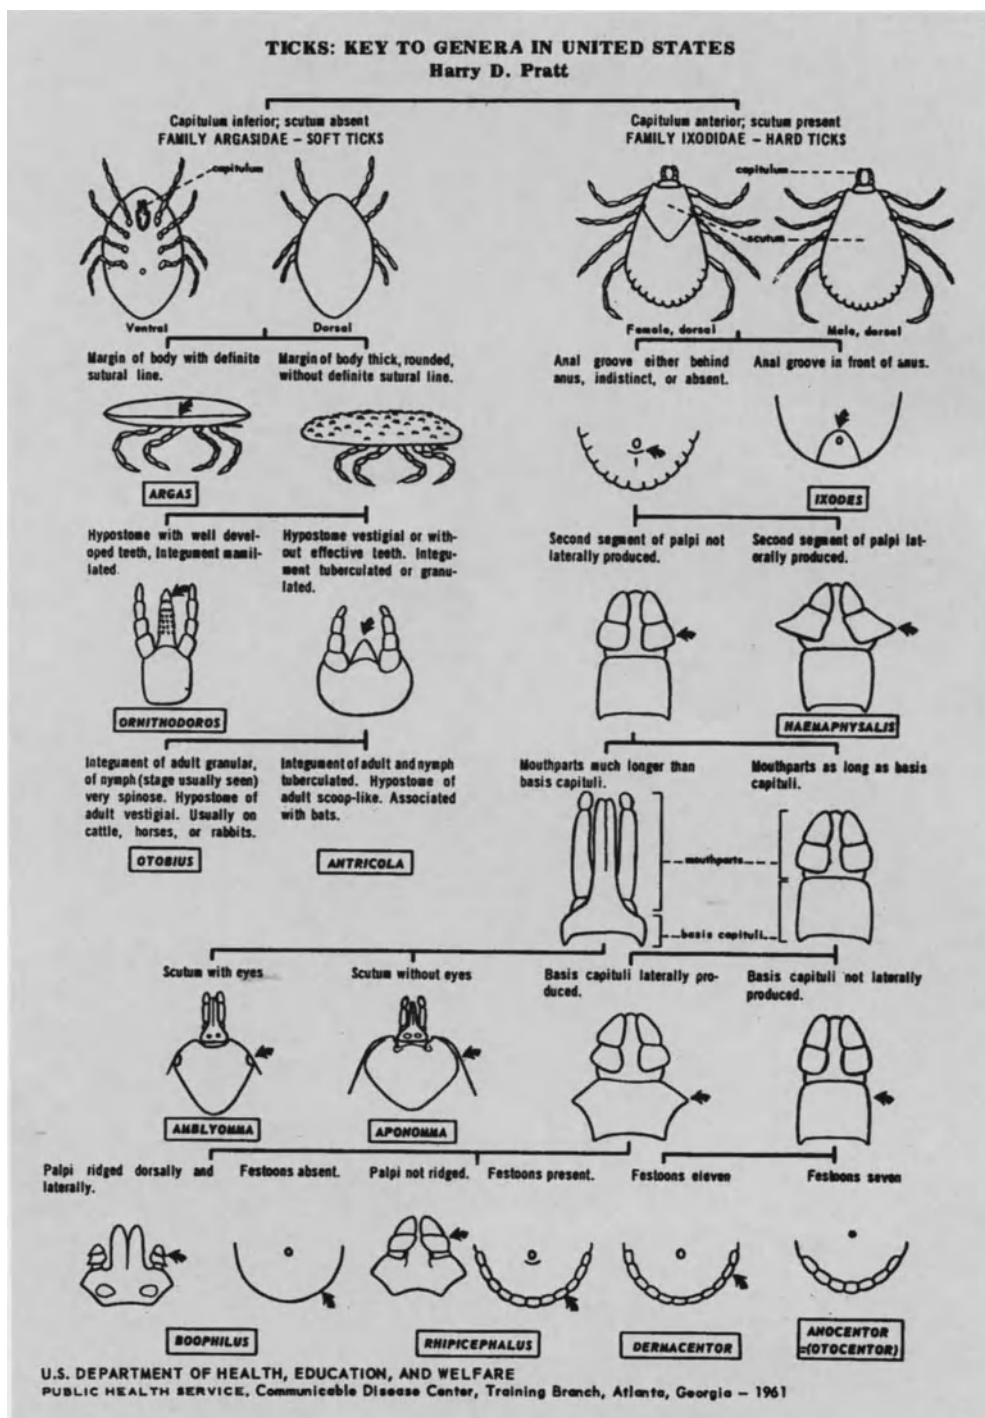 TICKS: KEY TO GENERA IN UNITED STATES
Harry D. Pratt
Capitulum inferior; scutum absent
FAMILY ARGASIDAE – SOFT TICKS
Capitulum anterior; scutum present
FAMILY IXODIDAE – HARD TICKS
capitulum
capitulum
scutum
Ventral
Dorsal
Female, dorsal
Male, dorsal
Margin of body with definite
sutural line.
Margin of body thick, rounded,
without definite sutural line.
Anal groove either behind
anus, indistinct, or absent.
Anal groove in front of anus.
ARGAS
IXODES
Hypostome with well devel-
oped teeth, Integument mamil-
lated.
Hypostome vestigial or with-
out effective teeth. Integu-
ment tuberculated or granu-
lated.
Second segment of palpi not
laterally produced.
Second segment of palpi lat-
erally produced.
ORNITHODOROS
HAEMAPHYSALIS
Integument of adult granular,
of nymph (stage usually seen)
very spinose. Hypostome of
adult vestigial. Usually on
cattle, horses, or rabbits.
Integument of adult and nymph
tuberculated. Hypostome of
adult scoop-like. Associated
with bats.
Mouthparts much longer than
basis capituli.
Mouthparts as long as basis
capituli.
OTOBIUS
ANTRICOLA
mouthparts
basis capituli
Scutum with eyes
Scutum without eyes
Basis capituli laterally pro-
duced.
Basis capituli not laterally
produced.
AMBLYOMMA
APONOMMA
Palpi ridged dorsally and
laterally.
Festoons absent.
Palpi not ridged.
Festoons present.
Festoons eleven
Festoons seven
BOOPHILUS
RHIPICEPHALUS
DERMACENTOR
ANOCENTOR
=(OTOCENTOR)
U.S. DEPARTMENT OF HEALTH, EDUCATION, AND WELFARE
PUBLIC HEALTH SERVICE, Communicable Disease Center, Training Branch, Atlanta, Georgia – 1961